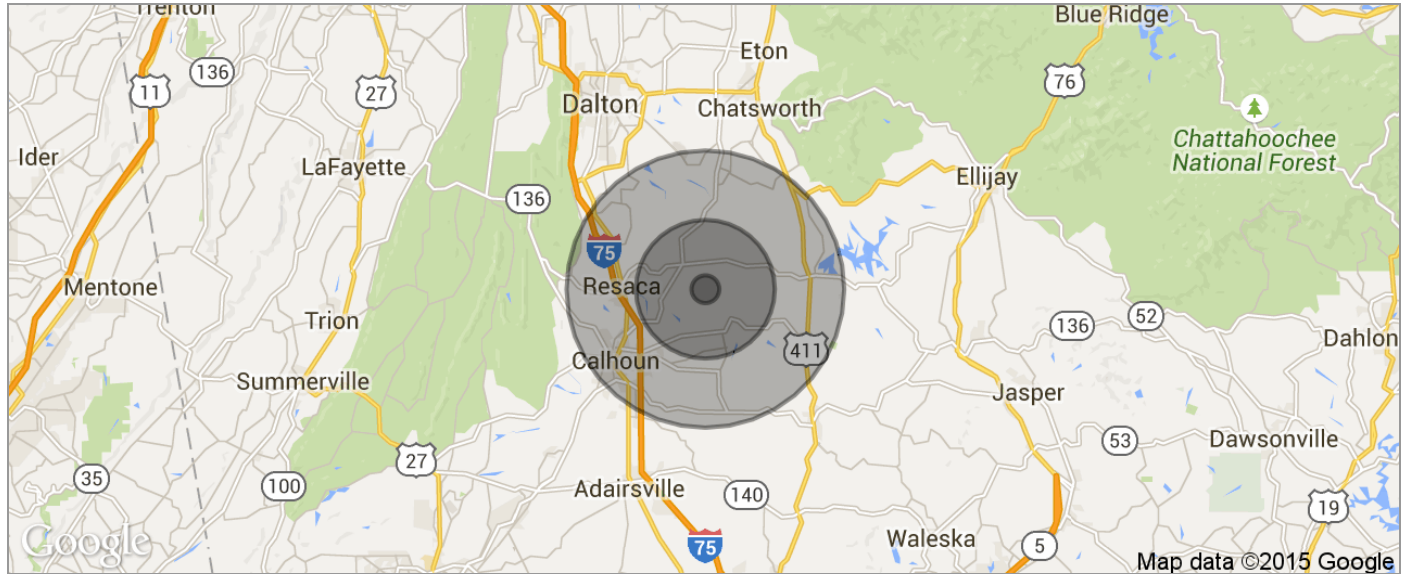 Trenton
Blue Ridge
Eton
136
11
27
76
Dalton
Chatsworth
Chattahoochee
National Forest
Ider
LaFayette
Ellijay
136
75
Mentone
Resaca
Trion
52
136
Dahlon
411
Calhoun
Summerville
Jasper
53
Dawsonville
27
35
100
Adairsville
140
19
Waleska
75
5
Google
Map data ©2015 Google